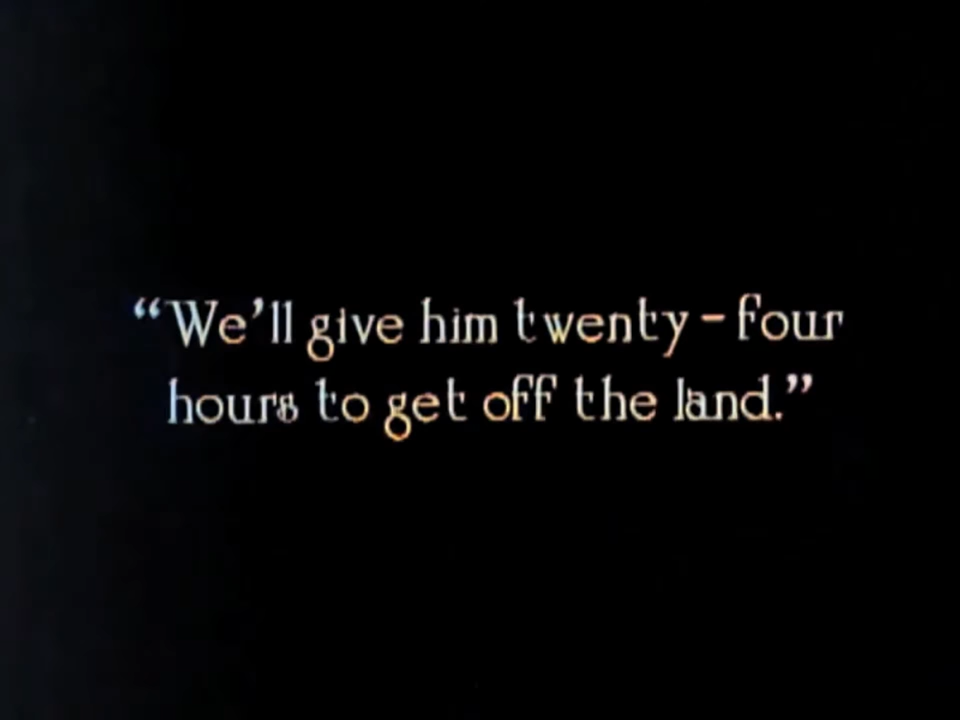 “We’ll give him twenty-four
hours to get off the land.”